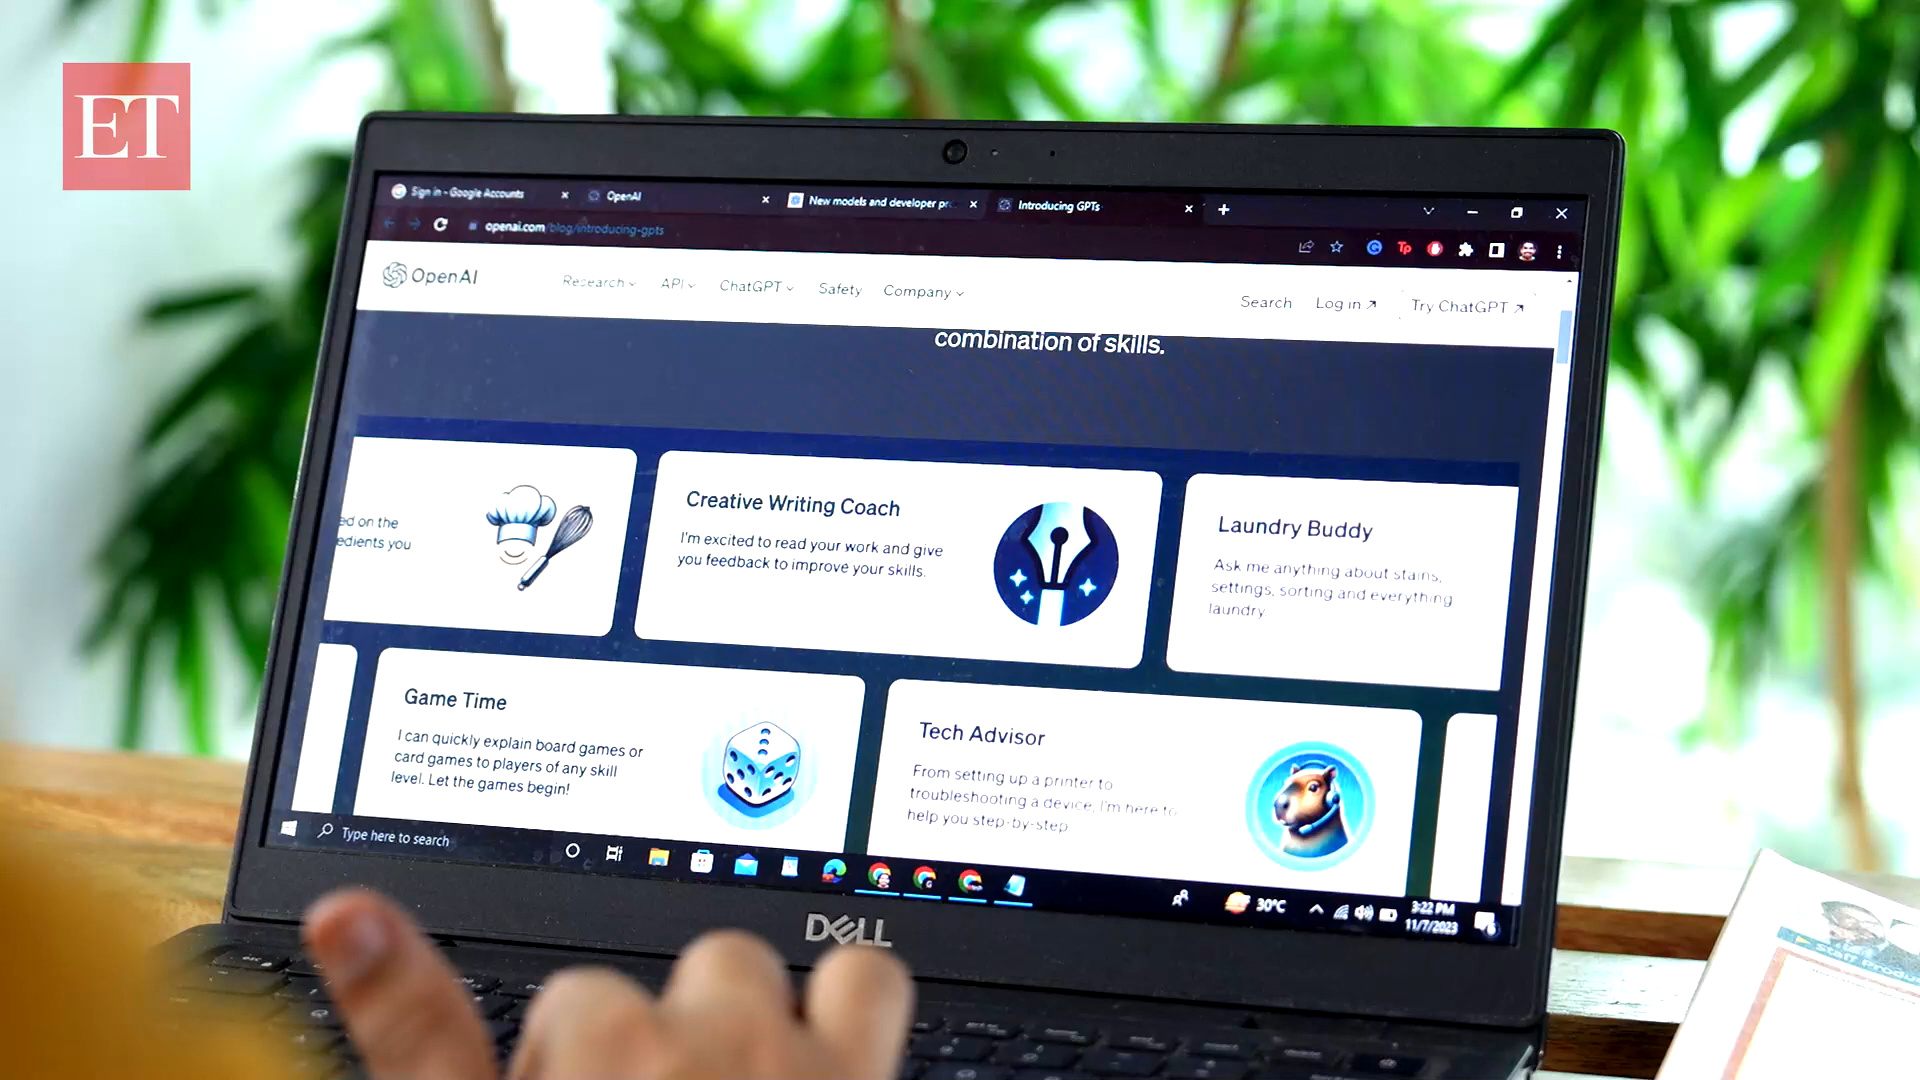 ET
Sign in - Google Accounts
OpenAI
New models and developer pr
Introducing GPTs
openai.com/blog/introducing-gpts
Tp
OpenAI
Research
API
ChatGPT
Safety
Company
Search
Log in
Try ChatGPT
combination of skills.
ed on the
edients you
Creative Writing Coach
I'm excited to read your work and give
you feedback to improve your skills.
Laundry Buddy
Ask me anything about stains,
settings, sorting and everything
laundry
Game Time
I can quickly explain board games or
card games to players of any skill
level. Let the games begin!
Tech Advisor
From setting up a printer to
troubleshooting a device, I'm here to
help you step-by-step
Type here to search
30°C
3:22 PM
11/7/2023
DELL
Staff Produ